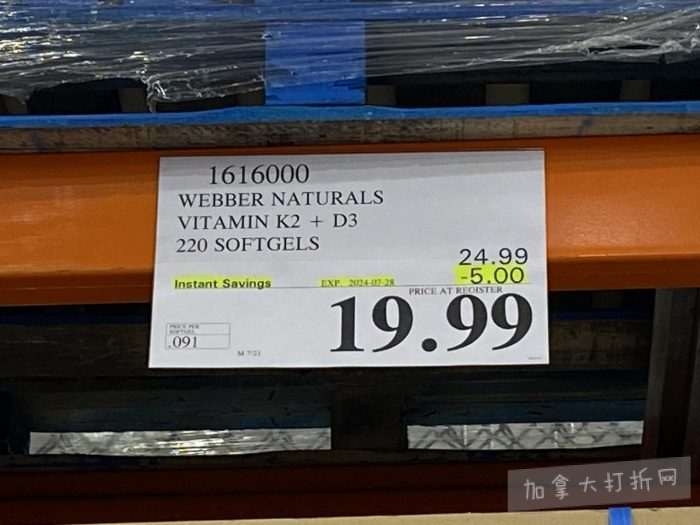 1616000
WEBBER NATURALS
VITAMIN K2 + D3
220 SOFTGELS
24.99
Instant Savings EXP. 2024-07-28 -5.00
PRICE AT REGISTER
19.99
PRICE PER
SOFTGEL
.091
M 7/21
加拿大打折网